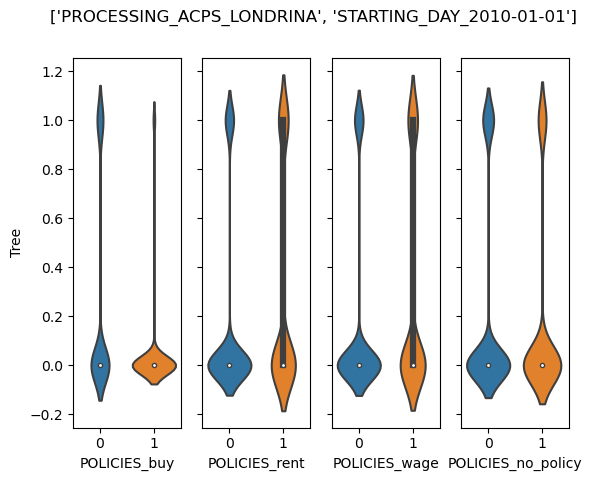 ['PROCESSING_ACPS_LONDRINA', 'STARTING_DAY_2010-01-01']
Tree
1.2
1.0
0.8
0.6
0.4
0.2
0.0
−0.2
0 1 0 1 0 1 0 1
POLICIES_buy POLICIES_rent POLICIES_wage POLICIES_no_policy